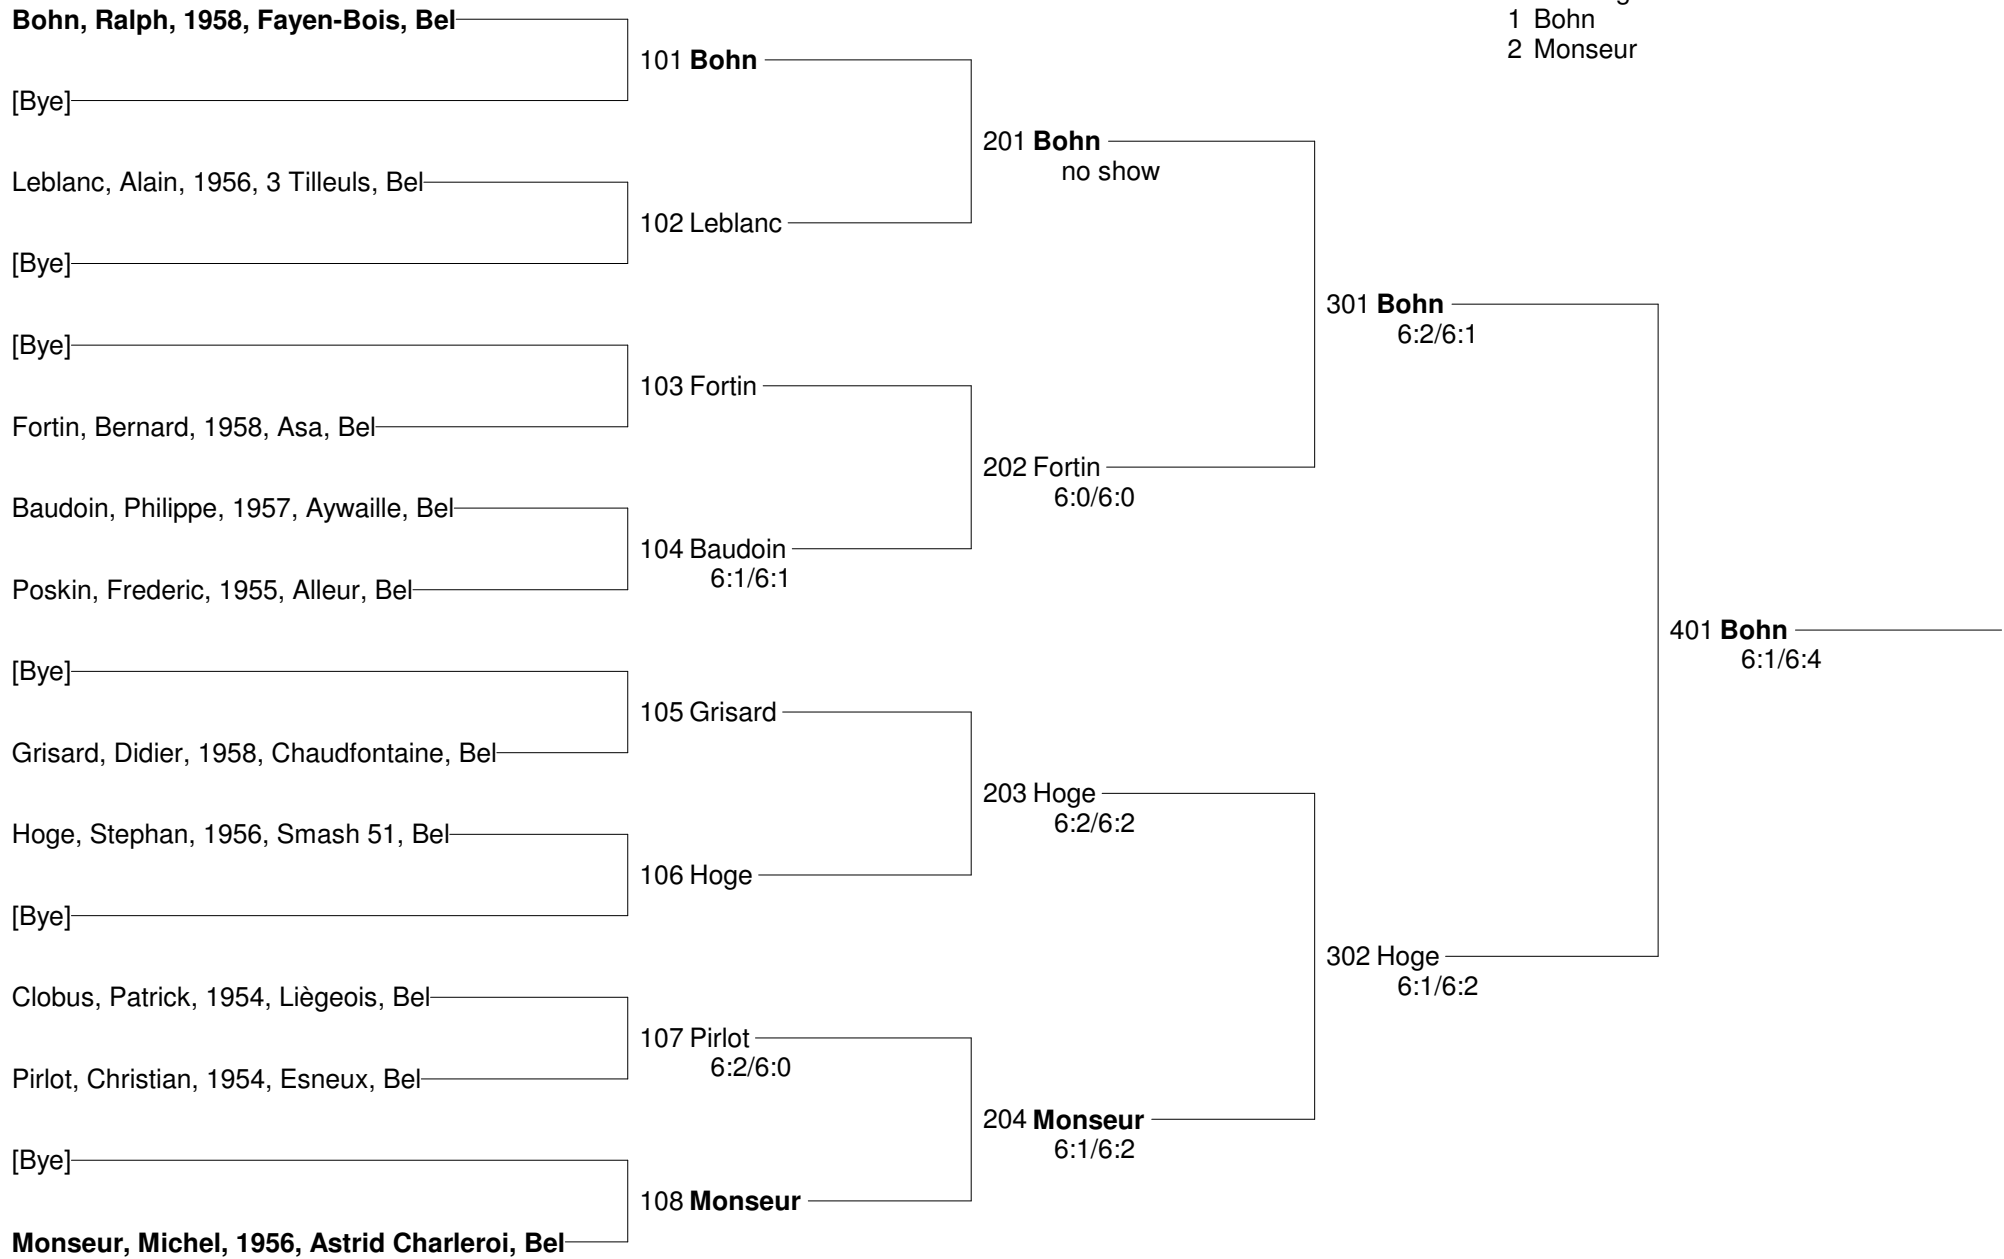 Bohn, Ralph, 1958, Fayen-Bois, Bel
[Bye]
Leblanc, Alain, 1956, 3 Tilleuls, Bel
[Bye]
[Bye]
Fortin, Bernard, 1958, Asa, Bel
Baudoin, Philippe, 1957, Aywaille, Bel
Poskin, Frederic, 1955, Alleur, Bel
[Bye]
Grisard, Didier, 1958, Chaudfontaine, Bel
Hoge, Stephan, 1956, Smash 51, Bel
[Bye]
Clobus, Patrick, 1954, Liègeois, Bel
Pirlot, Christian, 1954, Esneux, Bel
[Bye]
Monseur, Michel, 1956, Astrid Charleroi, Bel
101 Bohn
102 Leblanc
103 Fortin
104 Baudoin
6:1/6:1
105 Grisard
106 Hoge
107 Pirlot
6:2/6:0
108 Monseur
201 Bohn
no show
202 Fortin
6:0/6:0
203 Hoge
6:2/6:2
204 Monseur
6:1/6:2
301 Bohn
6:2/6:1
302 Hoge
6:1/6:2
401 Bohn
6:1/6:4
1 Bohn
2 Monseur